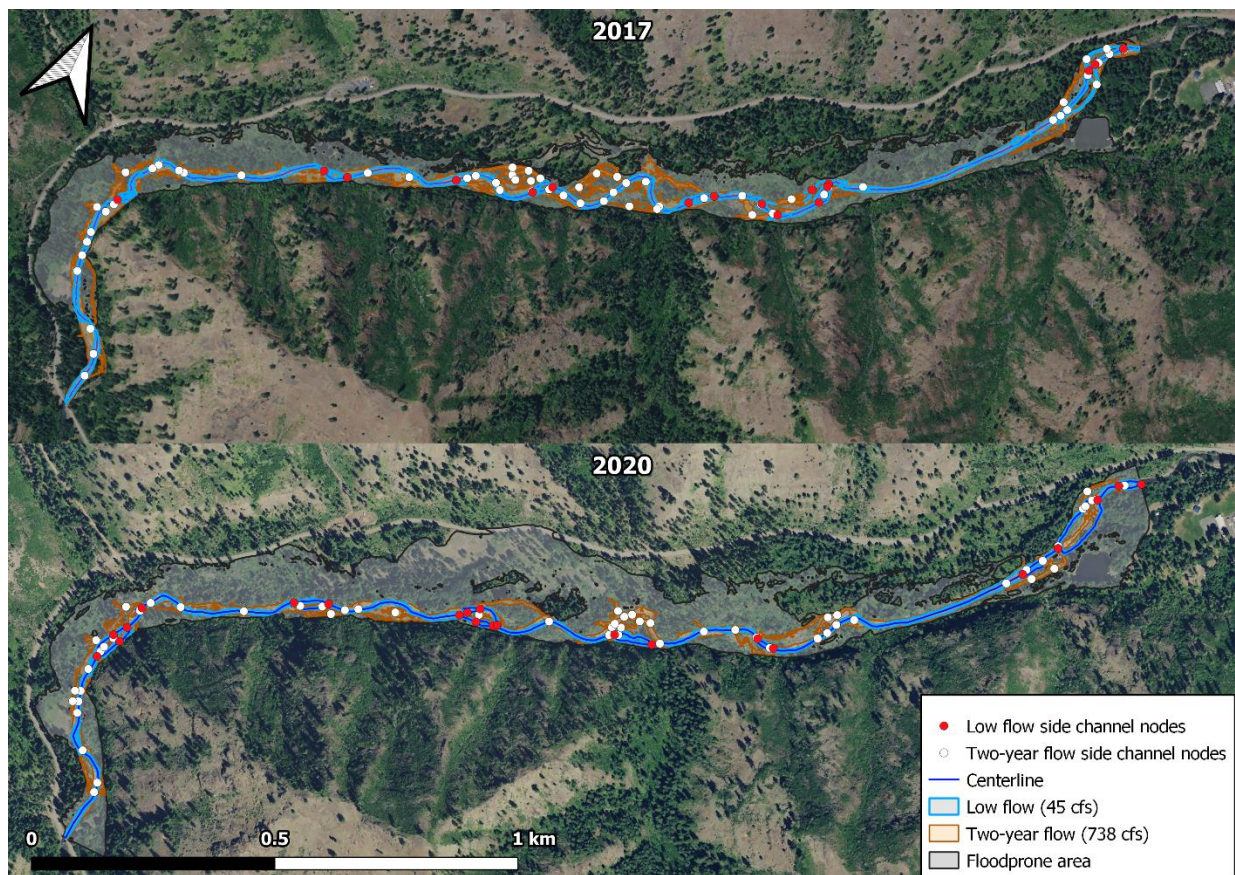 2017
2020
Low flow side channel nodes
Two-year flow side channel nodes
Centerline
Low flow (45 cfs)
Two-year flow (738 cfs)
Floodprone area
0 0.5 1 km